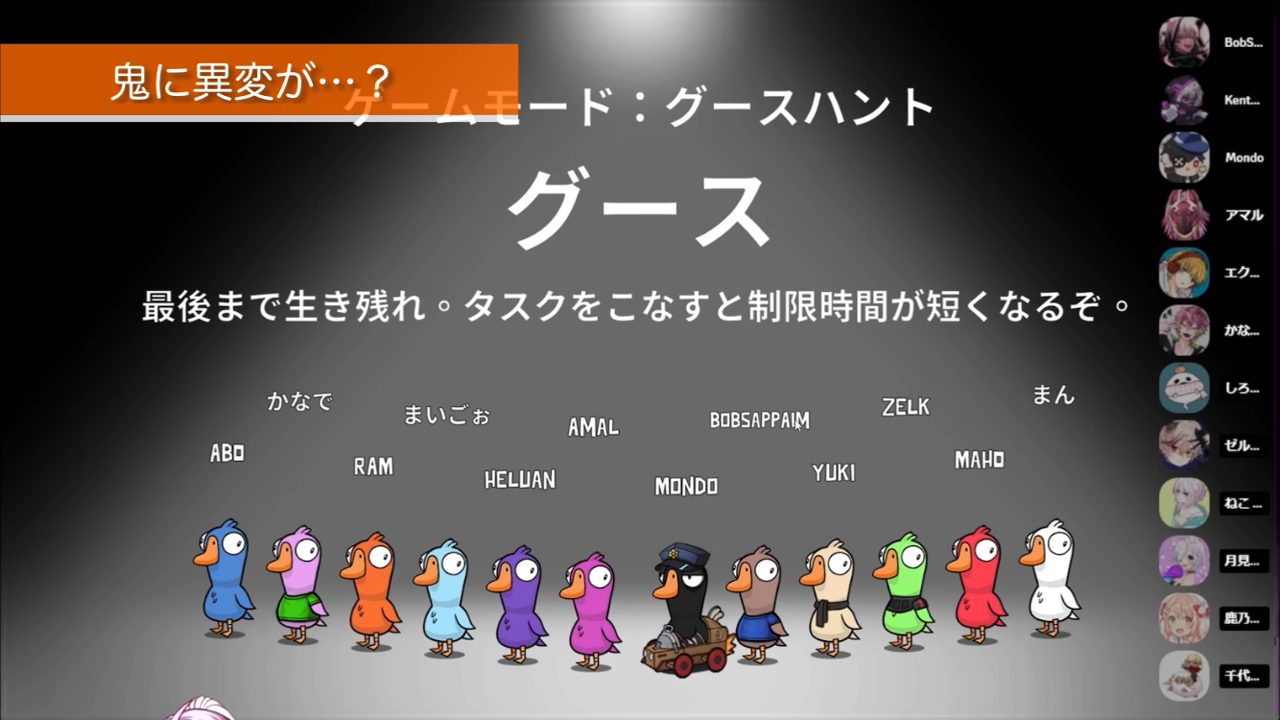 鬼に異変が…？
ゲームモード：グースハント
グース
最後まで生き残れ。タスクをこなすと制限時間が短くなるぞ。
かなで
まいごぉ
AMAL
BOBSAPPAIM
ZELK
まん
ABO
RAM
HELUAN
MONDO
YUKI
MAHO
BobS...
Kent...
Mondo
アマル
エク...
かな...
しろ...
ゼル...
ねこ...
月見...
鹿乃...
千代...